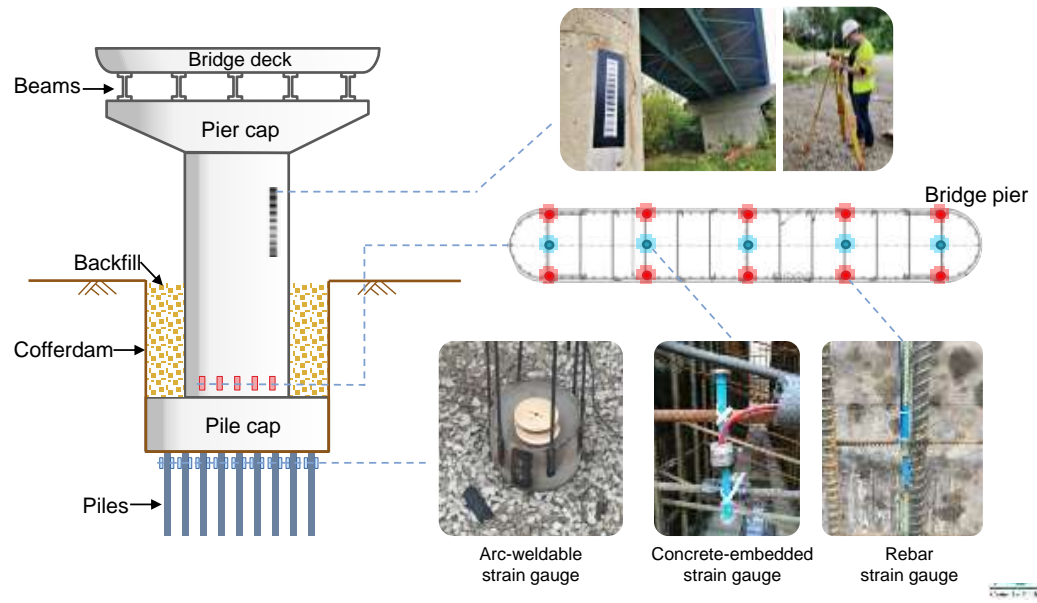 Bridge deck
Beams
Pier cap
Bridge pier
Backfill
Cofferdam
Pile cap
Piles
Arc-weldable
strain gauge
Concrete-embedded
strain gauge
Rebar
strain gauge